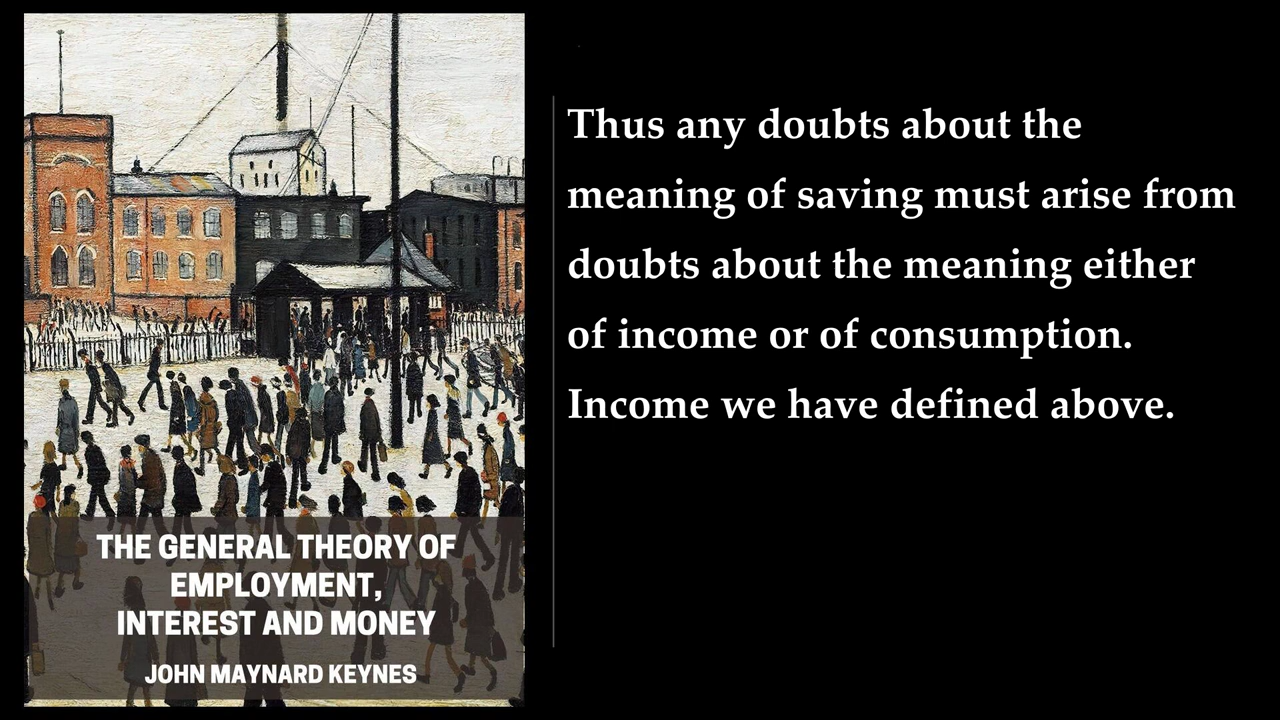 THE GENERAL THEORY OF
EMPLOYMENT,
INTEREST AND MONEY
JOHN MAYNARD KEYNES
Thus any doubts about the
meaning of saving must arise from
doubts about the meaning either
of income or of consumption.
Income we have defined above.